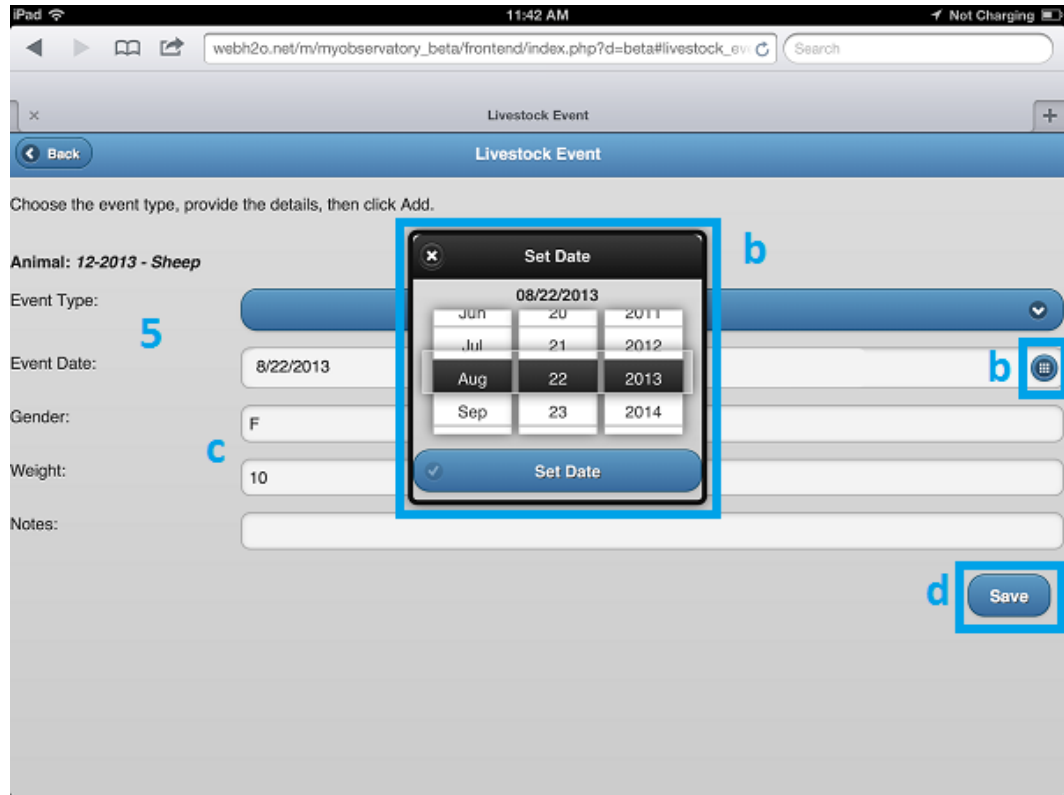 iPad 11:42 AM Not Charging
webh2o.net/m/myobservatory_beta/frontend/index.php?d=beta#livestock_ev Search
Livestock Event
Back Livestock Event
Choose the event type, provide the details, then click Add.
Animal: 12-2013 - Sheep
Event Type:
5
Event Date: 8/22/2013
b
Gender: F
c
Weight: 10
Notes:
b
Set Date
08/22/2013
Jun 20 2011
Jul 21 2012
Aug 22 2013
Sep 23 2014
Set Date
d Save